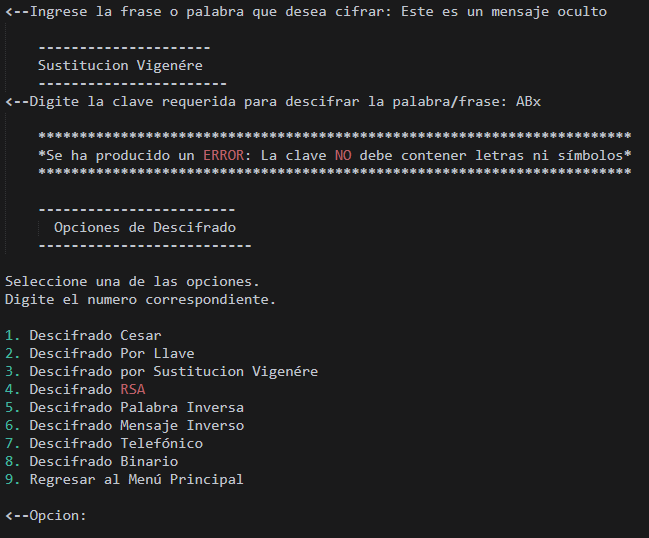 <--Ingrese la frase o palabra que desea cifrar: Este es un mensaje oculto
---------------------
Sustitucion Vigenére
-----------------------
<--Digite la clave requerida para descifrar la palabra/frase: ABx
************************************************************************
*Se ha producido un ERROR: La clave NO debe contener letras ni símbolos*
************************************************************************
------------------------
Opciones de Descifrado
--------------------------
Seleccione una de las opciones.
Digite el numero correspondiente.
1. Descifrado Cesar
2. Descifrado Por Llave
3. Descifrado por Sustitucion Vigenére
4. Descifrado RSA
5. Descifrado Palabra Inversa
6. Descifrado Mensaje Inverso
7. Descifrado Telefónico
8. Descifrado Binario
9. Regresar al Menú Principal
<--Opcion: